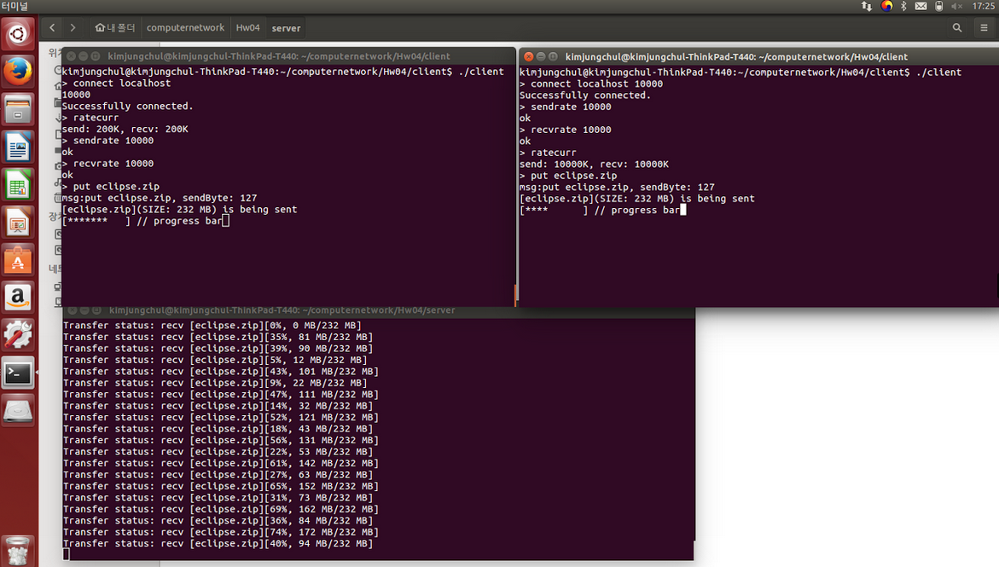 터미널
17:25
내 폴더 computernetwork Hw04 server
kimjungchul@kimjungchul-ThinkPad-T440: ~/computernetwork/Hw04/client
kimjungchul@kimjungchul-ThinkPad-T440:~/computernetwork/Hw04/client$ ./client
> connect localhost
10000
Successfully connected.
> ratecurr
send: 200K, recv: 200K
> sendrate 10000
ok
> recvrate 10000
ok
> put eclipse.zip
msg:put eclipse.zip, sendByte: 127
[eclipse.zip](SIZE: 232 MB) is being sent
[*******   ] // progress bar
kimjungchul@kimjungchul-ThinkPad-T440: ~/computernetwork/Hw04/client
kimjungchul@kimjungchul-ThinkPad-T440:~/computernetwork/Hw04/client$ ./client
> connect localhost 10000
Successfully connected.
> sendrate 10000
ok
> recvrate 10000
ok
> ratecurr
send: 10000K, recv: 10000K
> put eclipse.zip
msg:put eclipse.zip, sendByte: 127
[eclipse.zip](SIZE: 232 MB) is being sent
[****      ] // progress bar
kimjungchul@kimjungchul-ThinkPad-T440: ~/computernetwork/Hw04/server
Transfer status: recv [eclipse.zip][0%, 0 MB/232 MB]
Transfer status: recv [eclipse.zip][35%, 81 MB/232 MB]
Transfer status: recv [eclipse.zip][39%, 90 MB/232 MB]
Transfer status: recv [eclipse.zip][5%, 12 MB/232 MB]
Transfer status: recv [eclipse.zip][43%, 101 MB/232 MB]
Transfer status: recv [eclipse.zip][9%, 22 MB/232 MB]
Transfer status: recv [eclipse.zip][47%, 111 MB/232 MB]
Transfer status: recv [eclipse.zip][14%, 32 MB/232 MB]
Transfer status: recv [eclipse.zip][52%, 121 MB/232 MB]
Transfer status: recv [eclipse.zip][18%, 43 MB/232 MB]
Transfer status: recv [eclipse.zip][56%, 131 MB/232 MB]
Transfer status: recv [eclipse.zip][22%, 53 MB/232 MB]
Transfer status: recv [eclipse.zip][61%, 142 MB/232 MB]
Transfer status: recv [eclipse.zip][27%, 63 MB/232 MB]
Transfer status: recv [eclipse.zip][65%, 152 MB/232 MB]
Transfer status: recv [eclipse.zip][31%, 73 MB/232 MB]
Transfer status: recv [eclipse.zip][69%, 162 MB/232 MB]
Transfer status: recv [eclipse.zip][36%, 84 MB/232 MB]
Transfer status: recv [eclipse.zip][74%, 172 MB/232 MB]
Transfer status: recv [eclipse.zip][40%, 94 MB/232 MB]